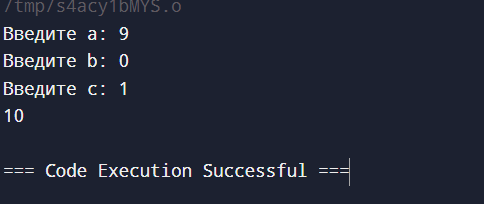 /tmp/s4acy1bMYS.o
Введите a: 9
Введите b: 0
Введите c: 1
10
=== Code Execution Successful ===